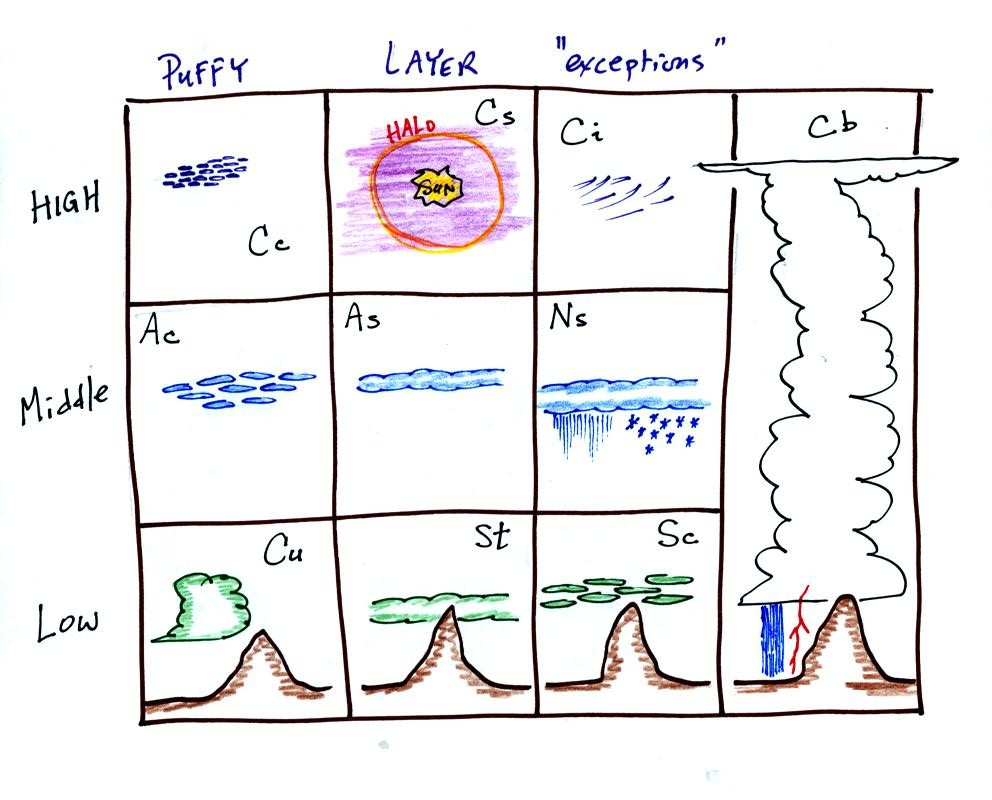 PUFFY LAYER "exceptions"
HIGH
HALO
Cs
SUN
Cc
Ci
Cb
Middle
Ac
As
Ns
Low
Cu
St
Sc